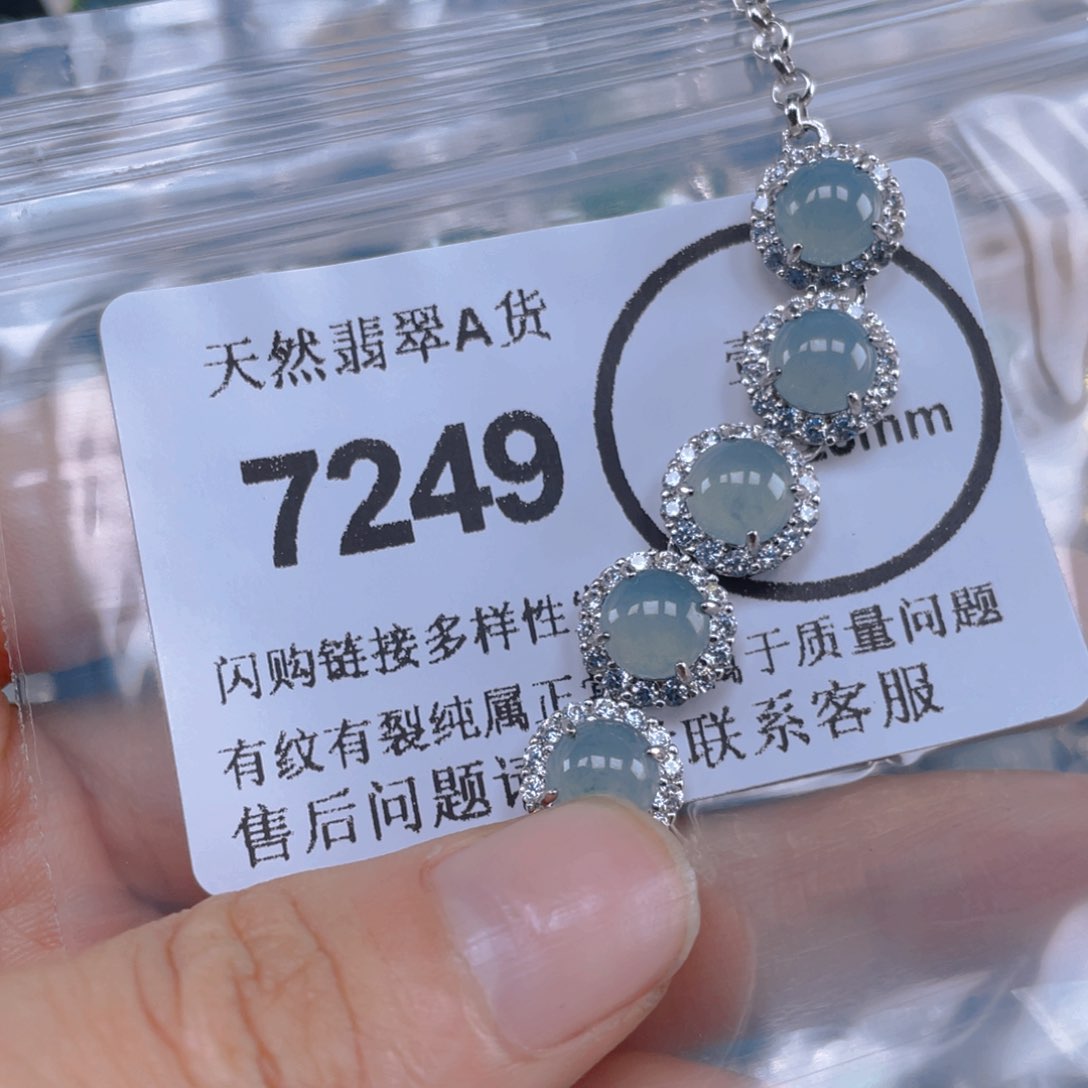 天然翡翠A货
7249
mm
闪购链接多样性
有纹有裂纯属正 于质量问题
售后问题 联系客服